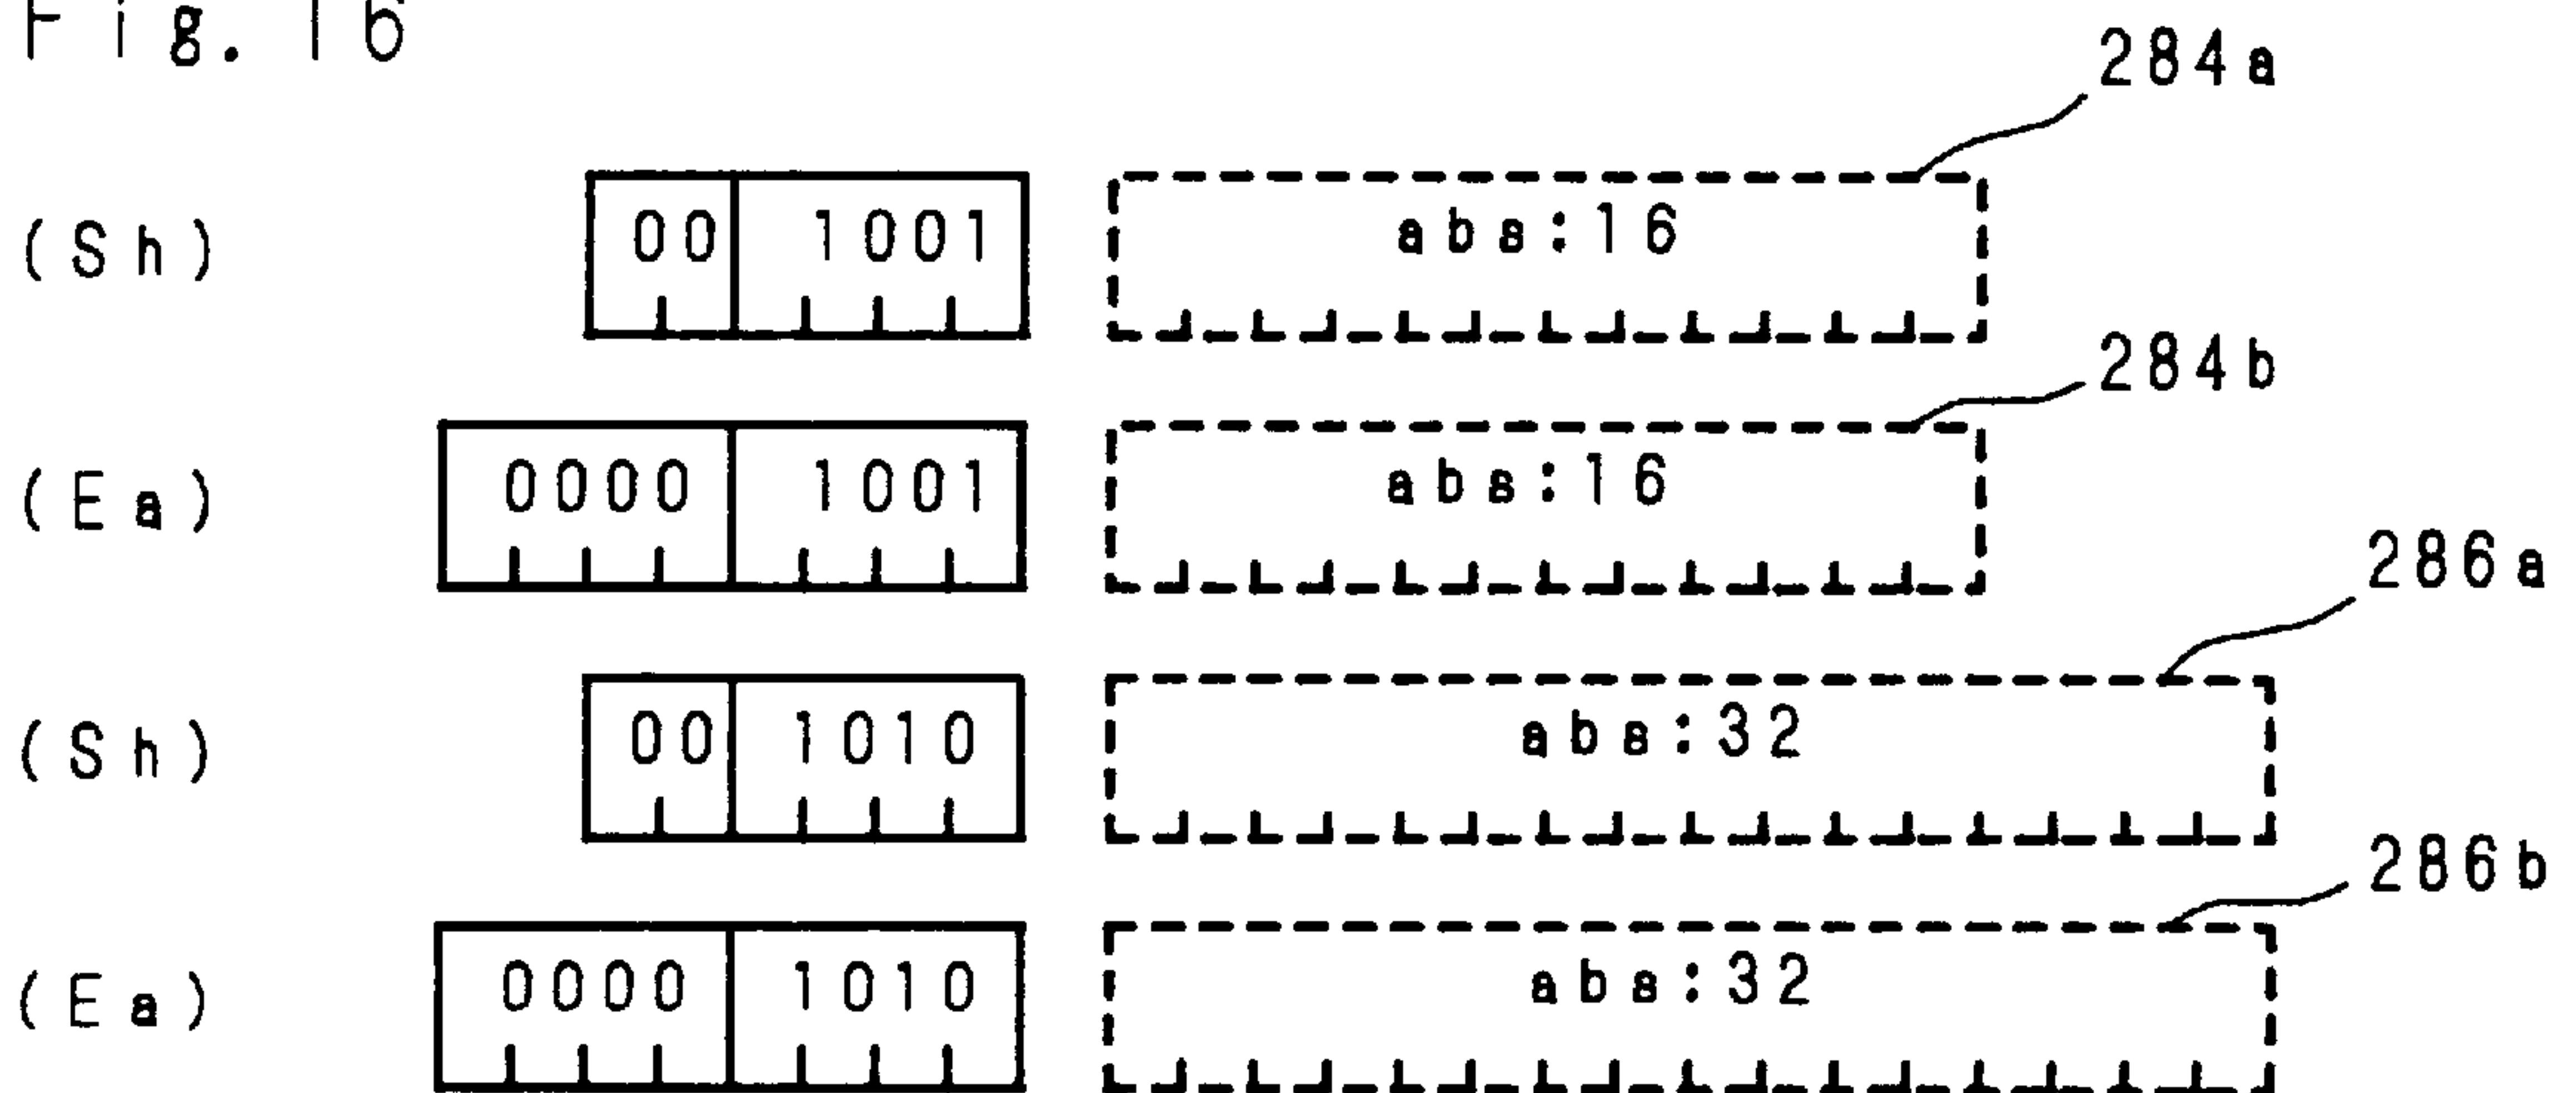 Fig. 16
284a
(Sh) 00 1001 abs:16
284b
(Ea) 0000 1001 abs:16
286a
(Sh) 00 1010 abs:32
286b
(Ea) 0000 1010 abs:32